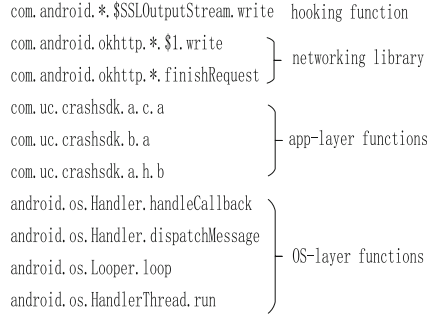 com.android.*.$SSLOutputStream.write hooking function
com.android.okhttp.*.$1.write
networking library
com.android.okhttp.*.finishRequest
com.uc.crashsdk.a.c.a
com.uc.crashsdk.b.a app-layer functions
com.uc.crashsdk.a.h.b
android.os.Handler.handleCallback
android.os.Handler.dispatchMessage
OS-layer functions
android.os.Looper.loop
android.os.HandlerThread.run